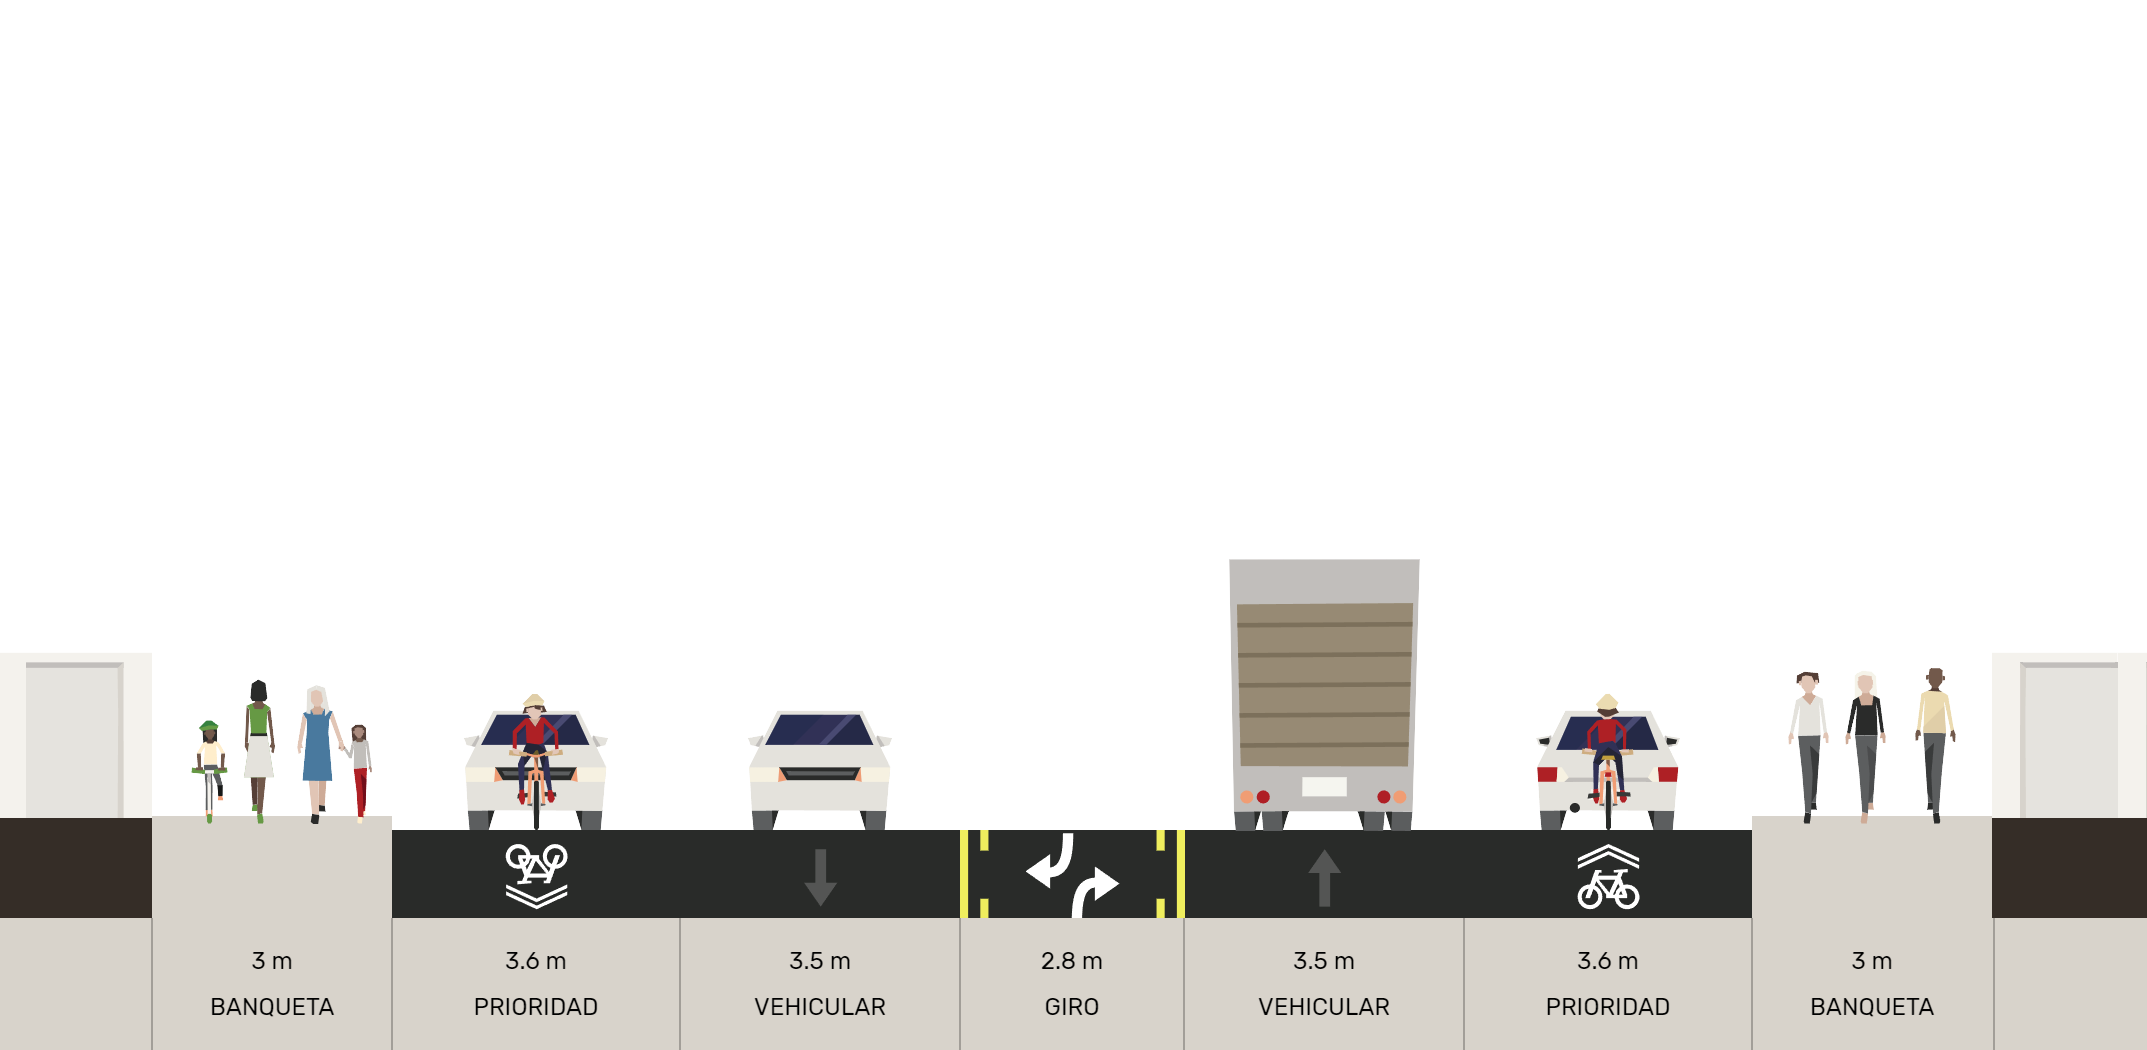 3 m
BANQUETA
3.6 m
PRIORIDAD
3.5 m
VEHICULAR
2.8 m
GIRO
3.5 m
VEHICULAR
3.6 m
PRIORIDAD
3 m
BANQUETA